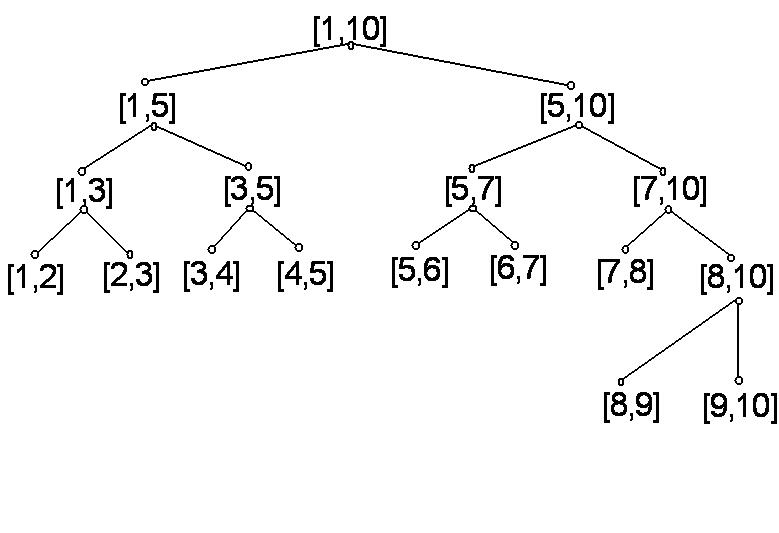 [1,10]
[1,5] [5,10]
[1,3] [3,5] [5,7] [7,10]
[1,2] [2,3] [3,4] [4,5] [5,6] [6,7] [7,8] [8,10]
[8,9] [9,10]